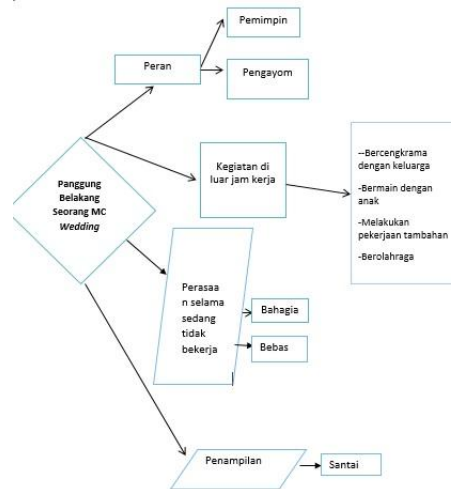 Pemimpin
Peran
Pengayom
Kegiatan di
luar jam kerja
--Bercengkrama
dengan keluarga
-Bermain dengan
anak
-Melakukan
pekerjaan tambahan
-Berolahraga
Panggung
Belakang
Seorang MC
Wedding
Perasaa
n selama
sedang
tidak
bekerja
Bahagia
Bebas
Penampilan
Santai